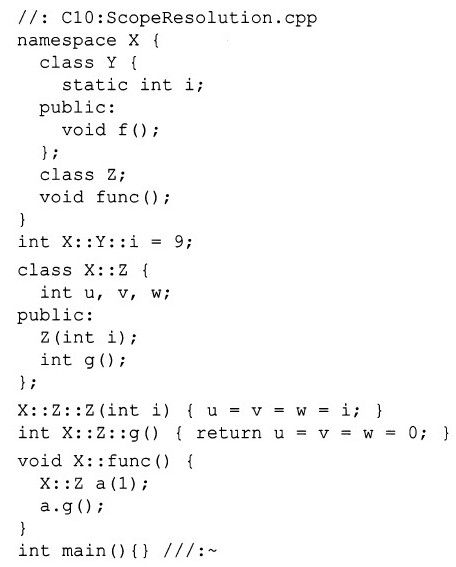 //: C10:ScopeResolution.cpp
namespace X {
  class Y {
    static int i;
  public:
    void f();
  };
  class Z;
  void func();
}
int X::Y::i = 9;
class X::Z {
  int u, v, w;
public:
  Z(int i);
  int g();
};
X::Z::Z(int i) { u = v = w = i; }
int X::Z::g() { return u = v = w = 0; }
void X::func() {
  X::Z a(1);
  a.g();
}
int main(){} ///:~